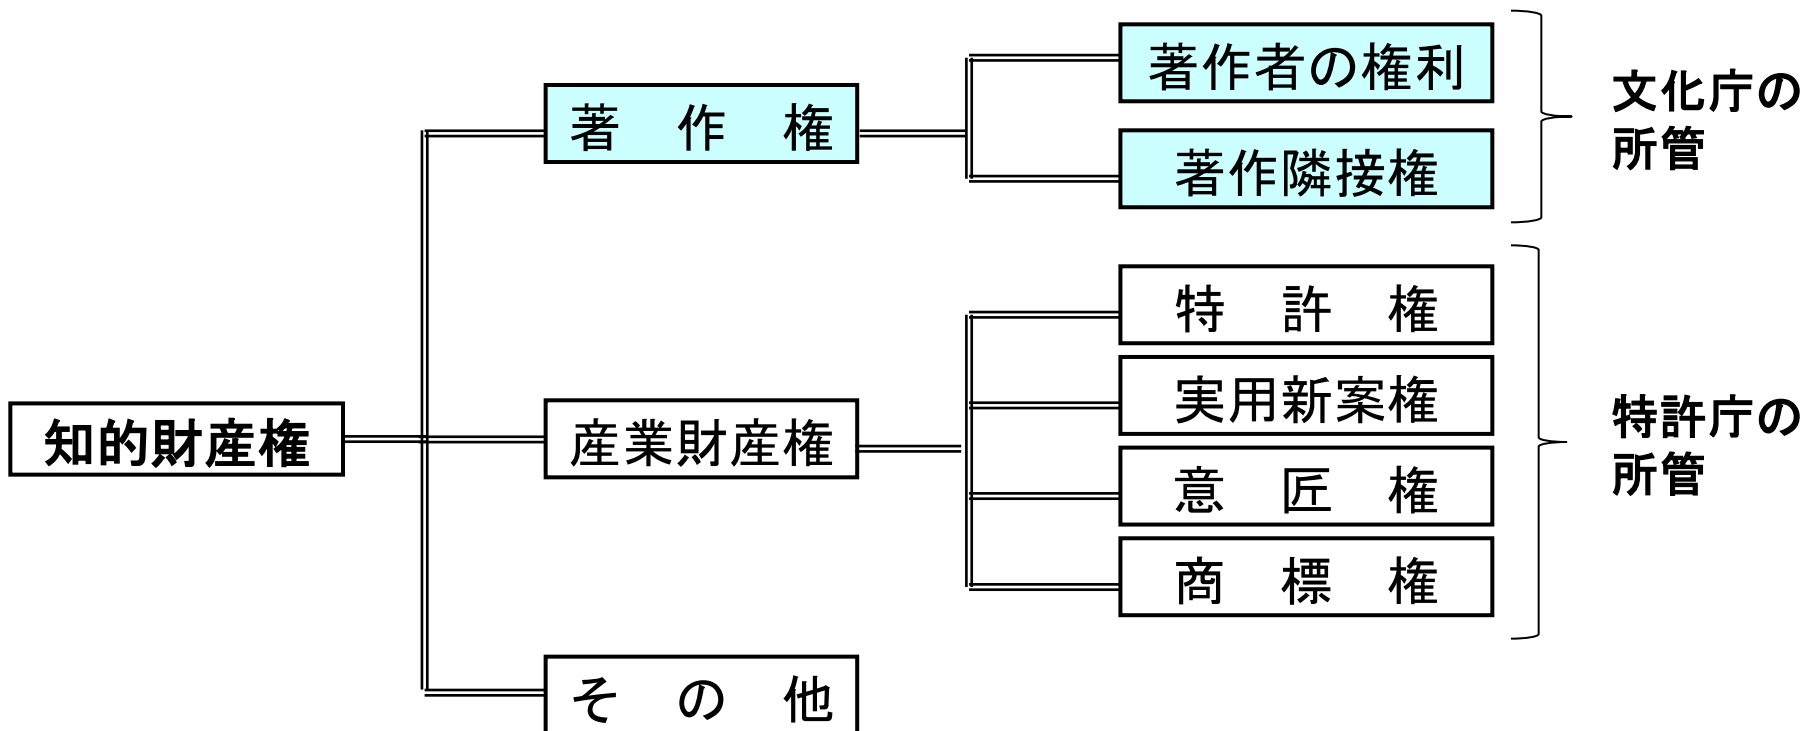 著作者の権利
文化庁の
所管
著　作　権
著作隣接権
特　許　権
実用新案権
特許庁の
所管
知的財産権
産業財産権
意　匠　権
商　標　権
そ　の　他